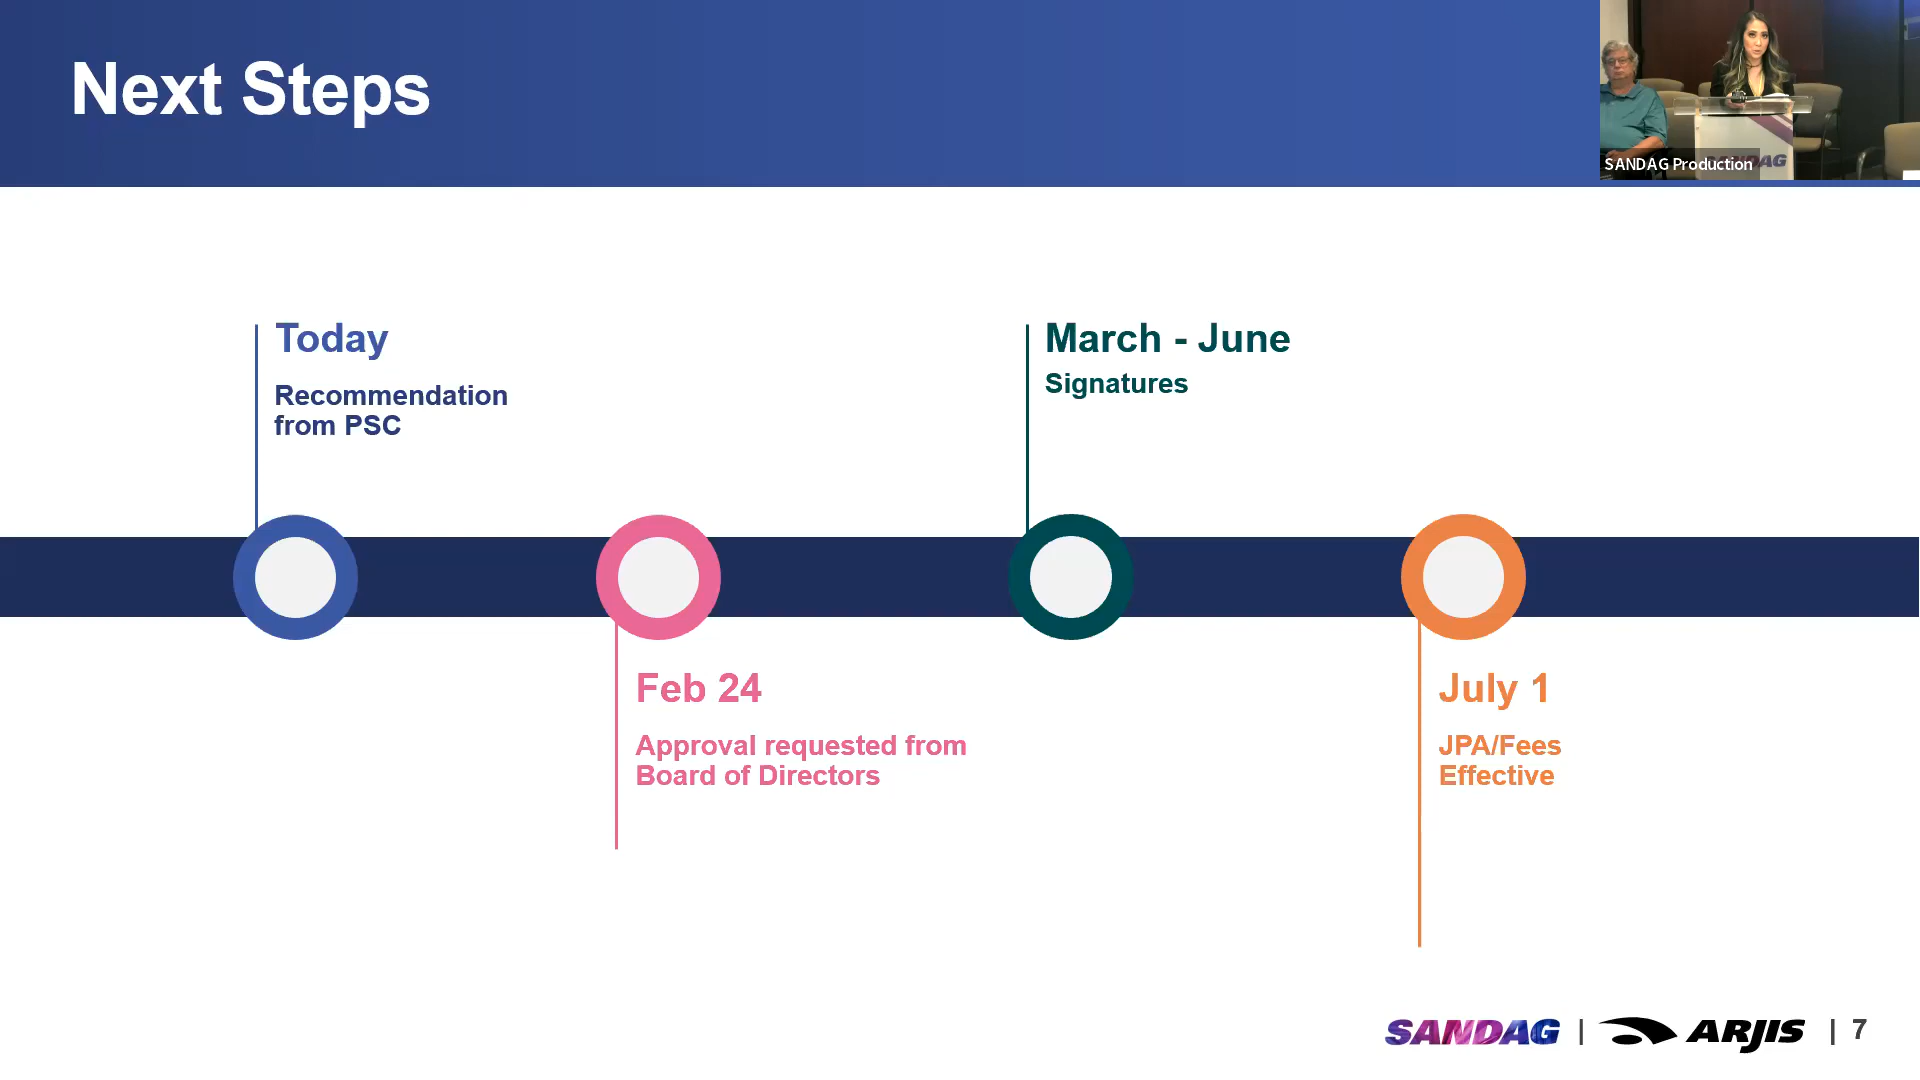 Next Steps
SANDAG Production
AG
Today
Recommendation
from PSC
March - June
Signatures
Feb 24
Approval requested from
Board of Directors
July 1
JPA/Fees
Effective
SANDAG | ARJIS | 7